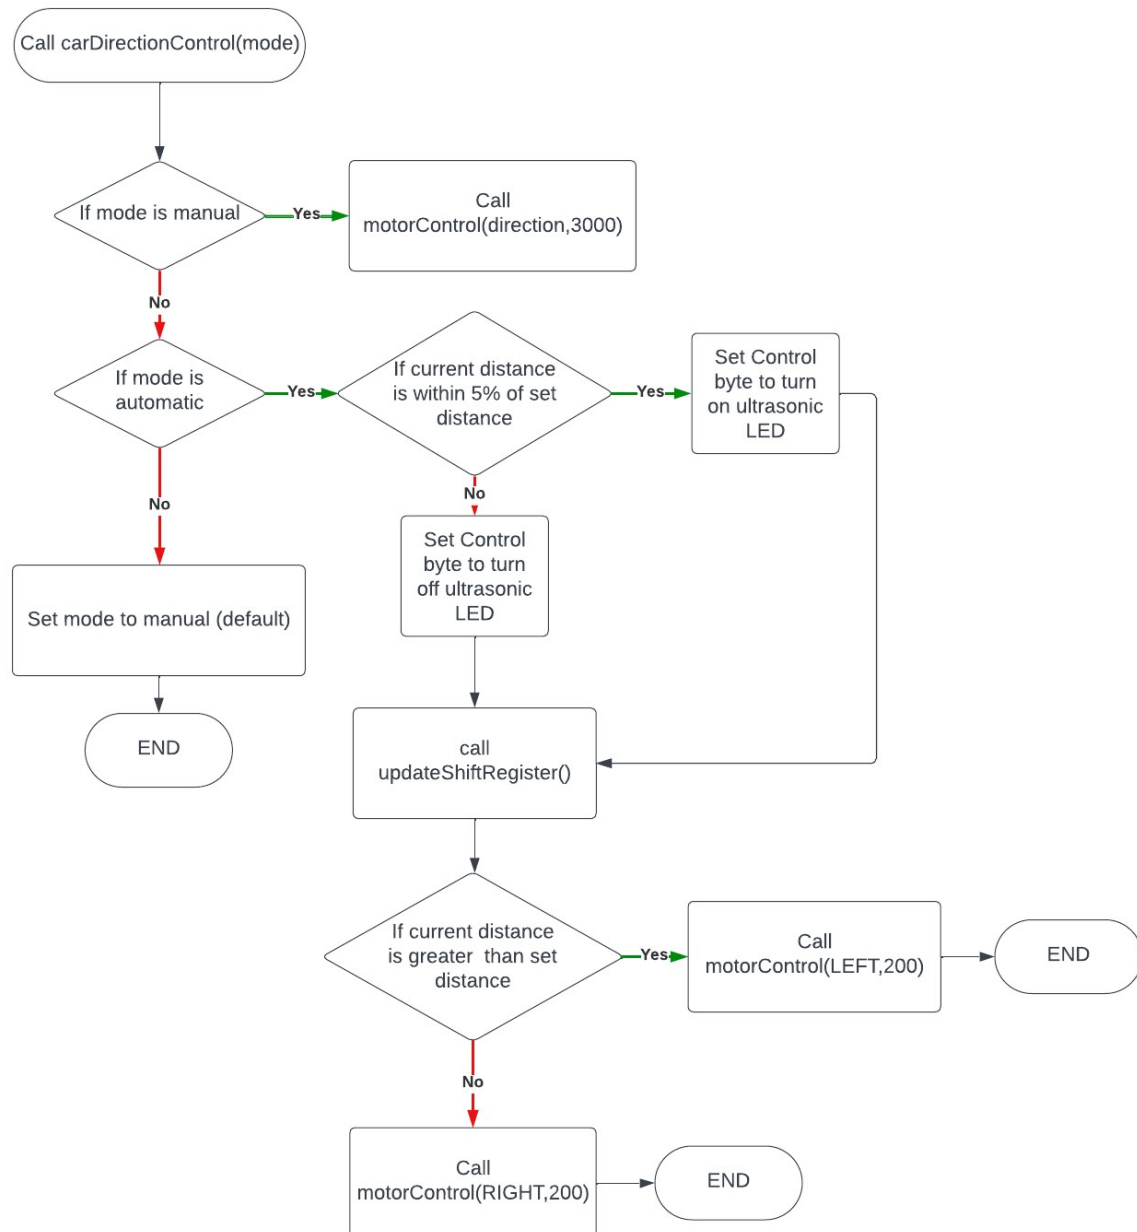 Call carDirectionControl(mode)
If mode is manual
Yes
Call
motorControl(direction,3000)
No
If mode is
automatic
Yes
If current distance
is within 5% of set
distance
Yes
Set Control
byte to turn
on ultrasonic
LED
No
No
Set Control
byte to turn
off ultrasonic
LED
Set mode to manual (default)
END
call
updateShiftRegister()
If current distance
is greater than set
distance
Yes
Call
motorControl(LEFT,200)
END
No
Call
motorControl(RIGHT,200)
END